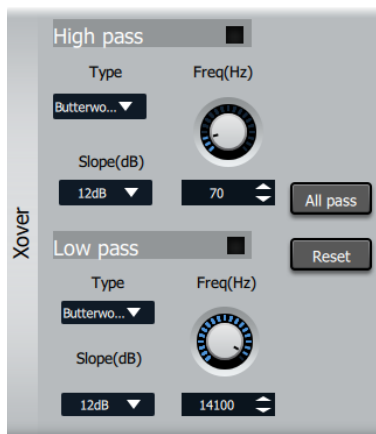 High pass
Type Freq(Hz)
Butterwo...
Slope(dB)
12dB 70
All pass
Xover
Reset
Low pass
Type Freq(Hz)
Butterwo...
Slope(dB)
12dB 14100